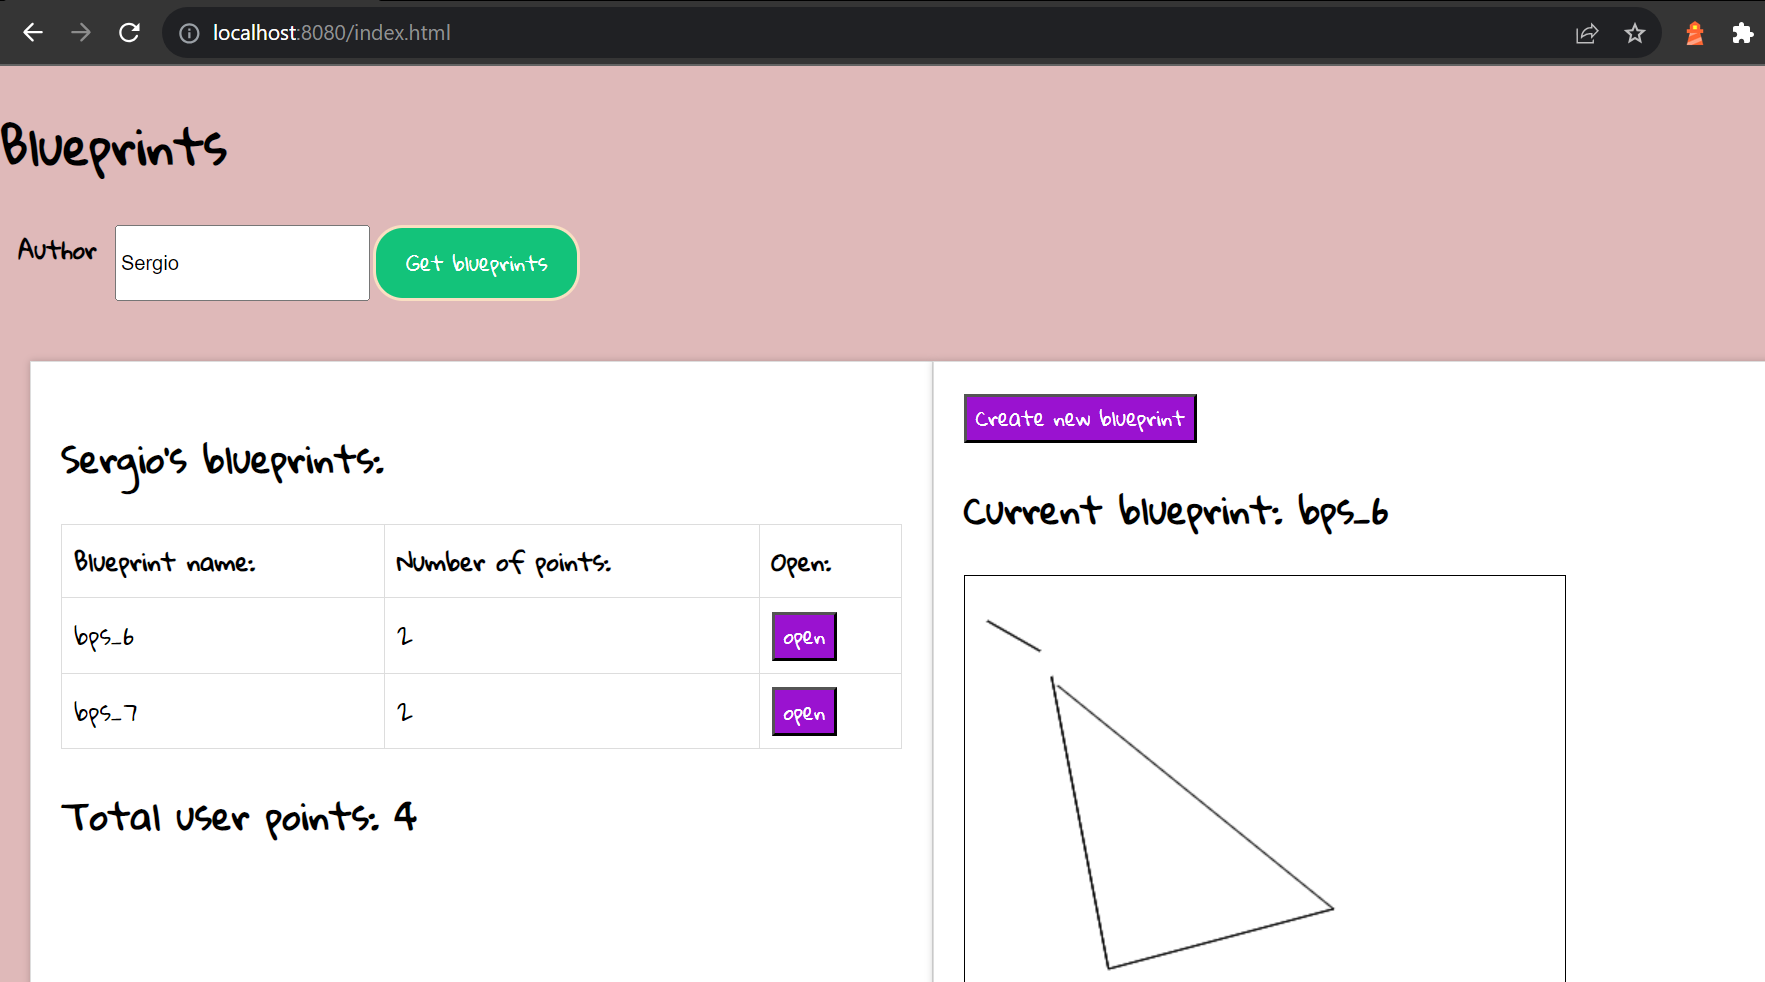 localhost:8080/index.html
Blueprints
Author Sergio Get blueprints
Sergio's blueprints:
Blueprint name: Number of points: Open:
bps_6 2 open
bps_7 2 open
Total user points: 4
Create new blueprint
Current blueprint: bps_6